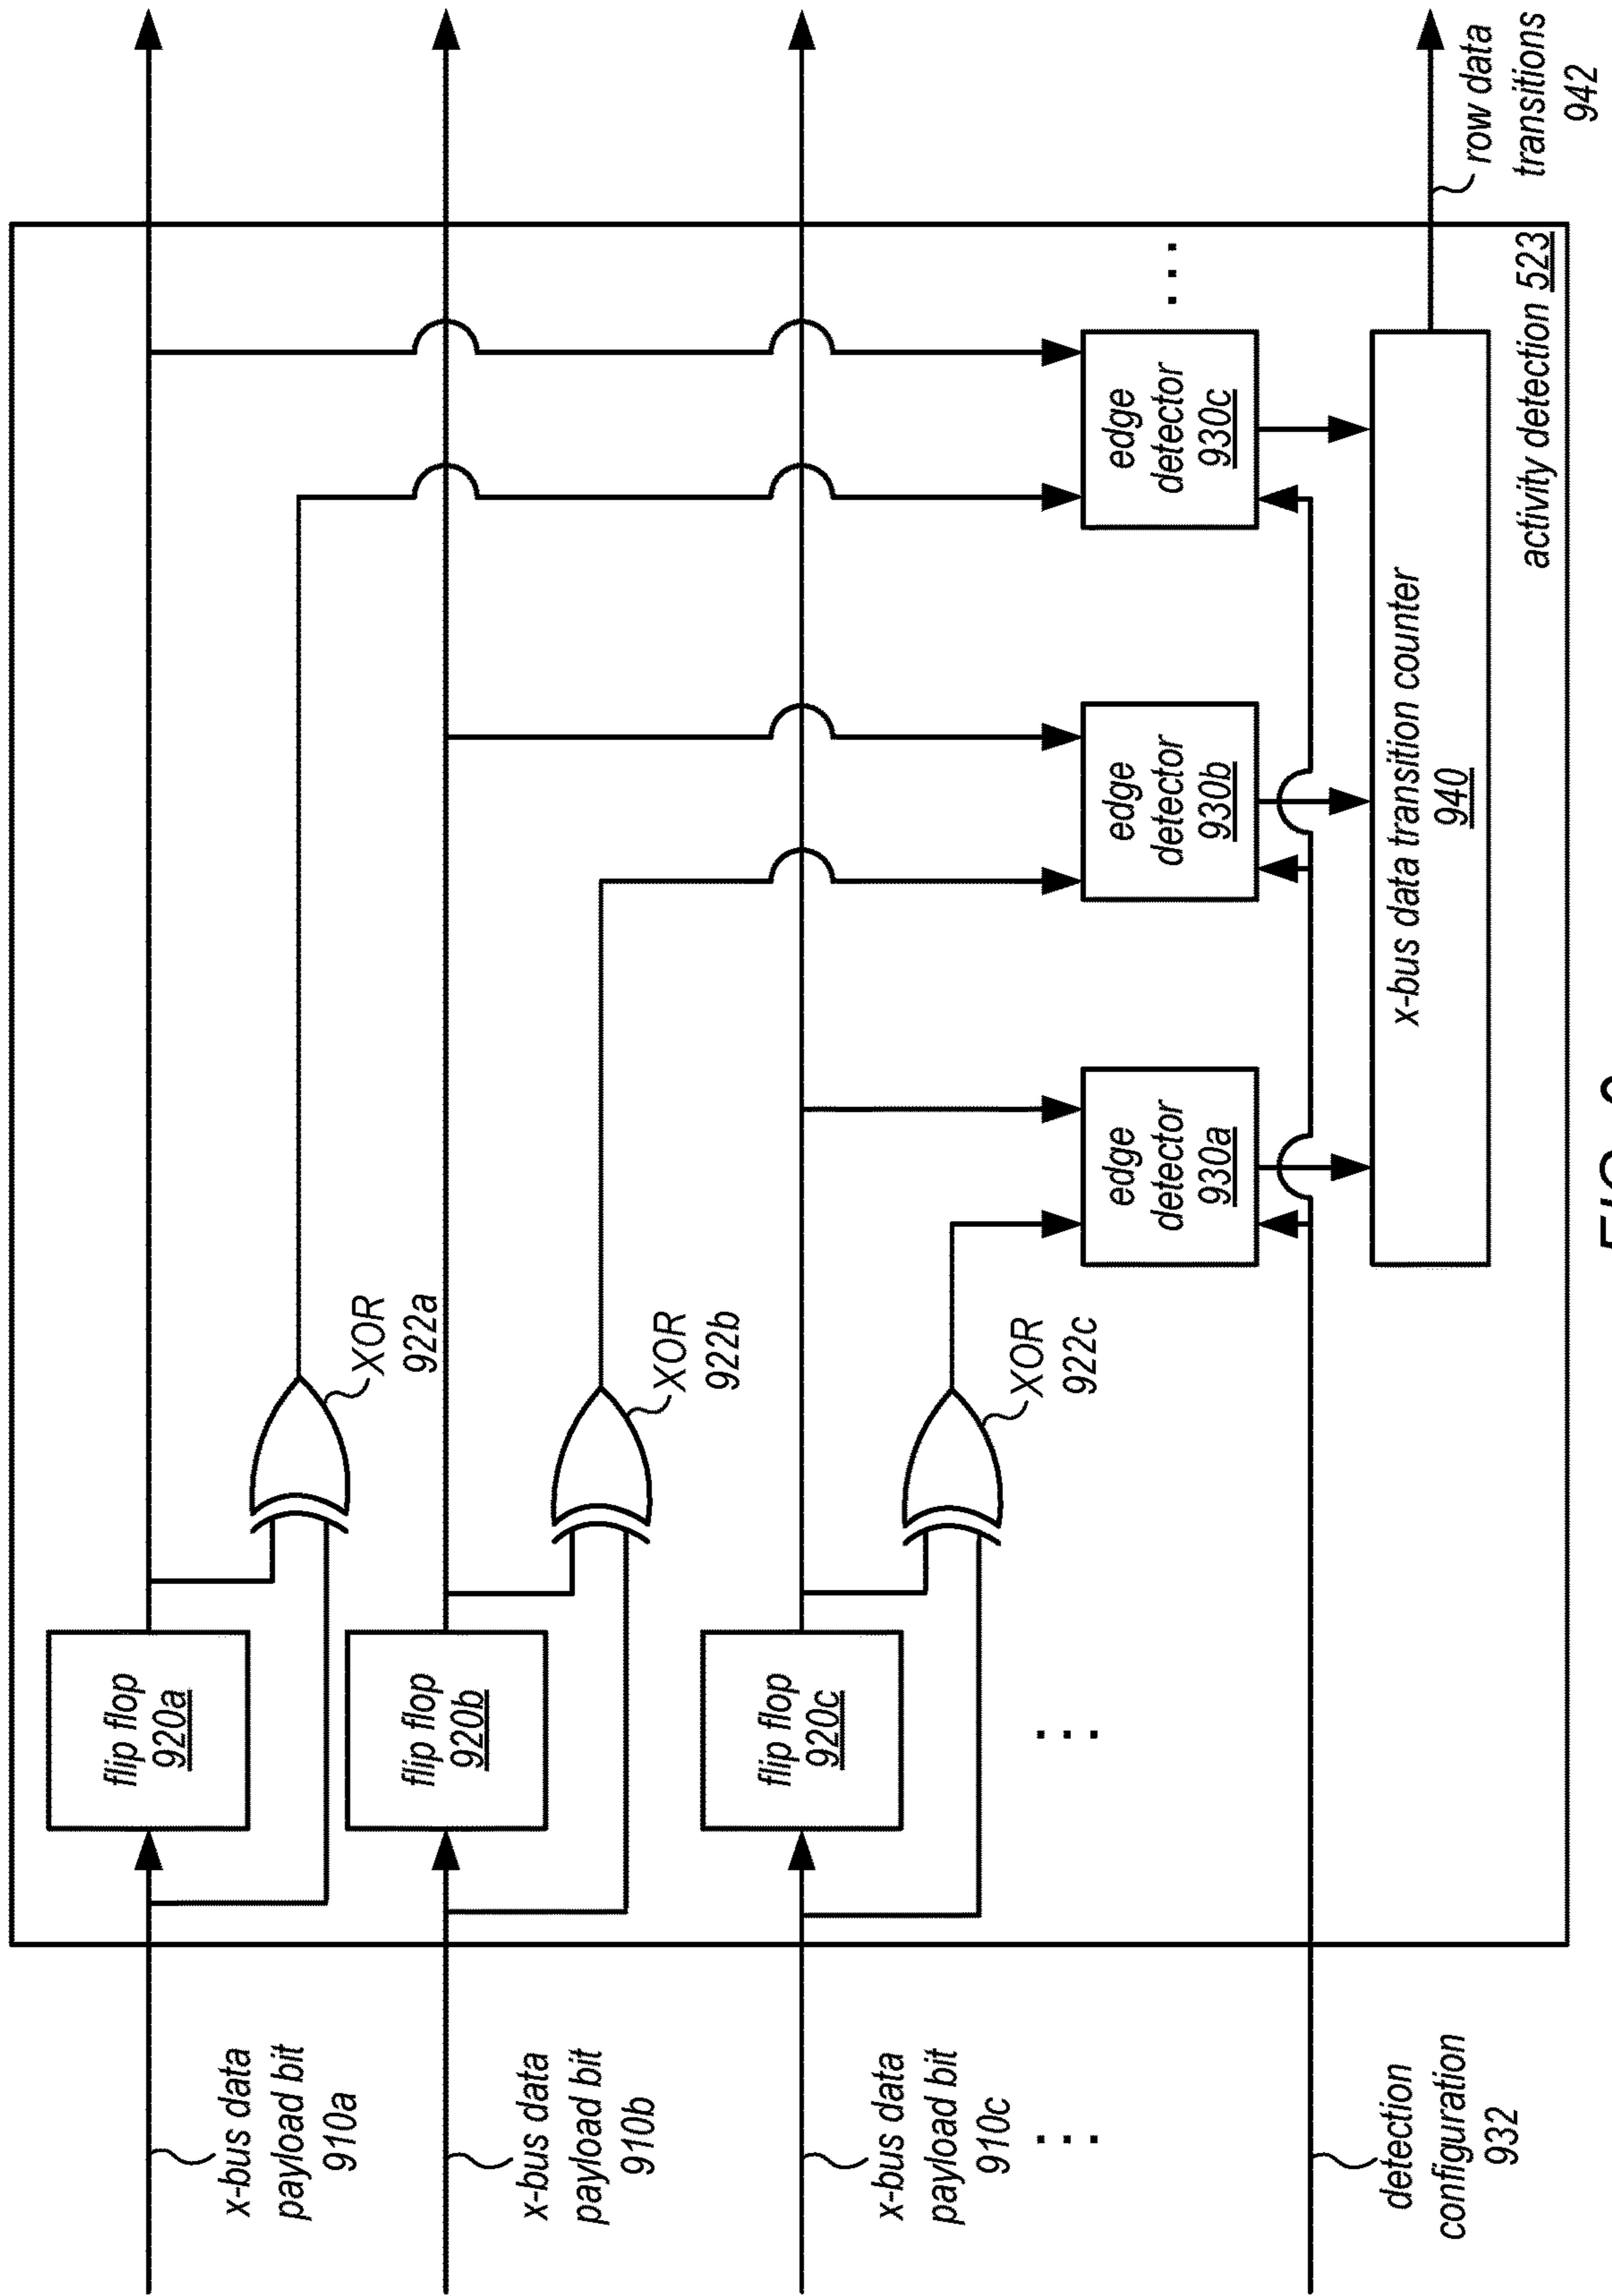 x-bus data
payload bit
910a
flip flop
920a
XOR
922a
x-bus data
payload bit
910b
flip flop
920b
XOR
922b
x-bus data
payload bit
910c
flip flop
920c
XOR
922c
edge
detector
930a
edge
detector
930b
edge
detector
930c
detection
configuration
932
x-bus data transition counter
940
row data
transitions
942
activity detection 523